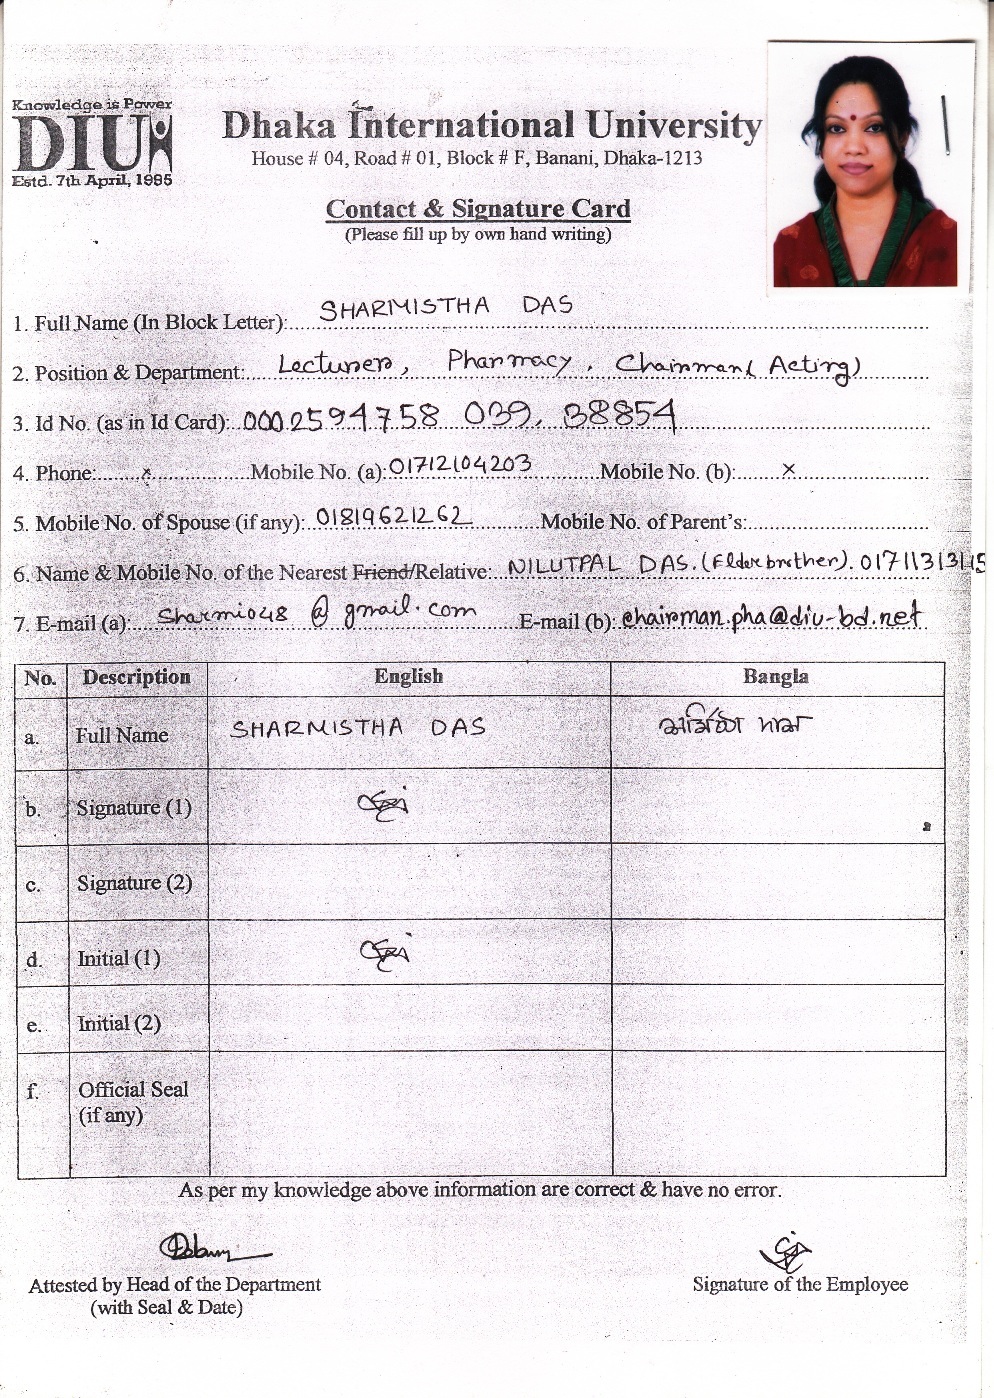 Knowledge is Power
DIU
Estd. 7th April, 1995
Dhaka International University
House # 04, Road # 01, Block # F, Banani, Dhaka-1213
Contact & Signature Card
(Please fill up by own hand writing)
1. Full Name (In Block Letter): SHARMISTHA DAS
2. Position & Department: Lecturer, Pharmacy, Chairman (Acting)
3. Id No. (as in Id Card): 0002594758 039, 38854
4. Phone: x Mobile No. (a): 01712104203 Mobile No. (b): x
5. Mobile No. of Spouse (if any): 01819621262 Mobile No. of Parent's:
6. Name & Mobile No. of the Nearest Friend/Relative: NILUTPAL DAS. (Elder brother).
7. E-mail (a): sharmi048@gmail.com E-mail (b): chairman.pha@diu-bd.net
No. Description English Bangla
a. Full Name SHARMISTHA DAS শর্মিষ্ঠা দাস
b. Signature (1)
c. Signature (2)
d. Initial (1)
e. Initial (2)
f. Official Seal
(if any)
As per my knowledge above information are correct & have no error.
Attested by Head of the Department Signature of the Employee
(with Seal & Date)